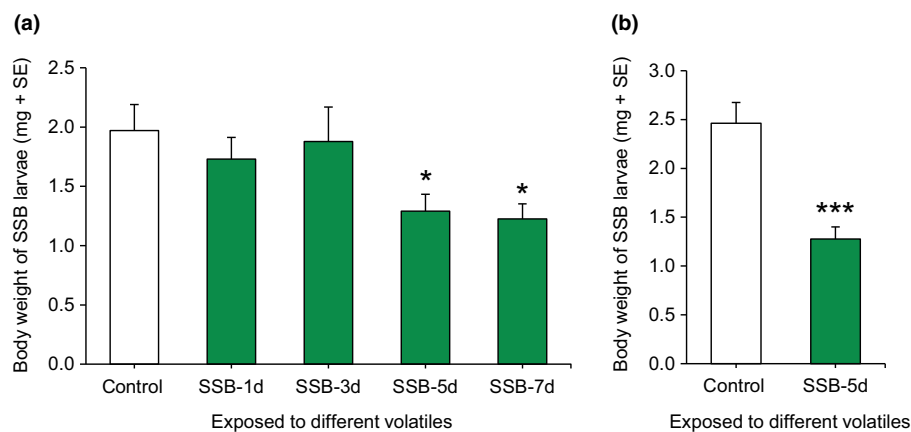 (a)
Body weight of SSB larvae (mg + SE)
2.5
2.0
1.5
1.0
0.5
0.0
*
*
Control SSB-1d SSB-3d SSB-5d SSB-7d
Exposed to different volatiles
(b)
Body weight of SSB larvae (mg + SE)
3.0
2.5
2.0
1.5
1.0
0.5
0.0
***
Control SSB-5d
Exposed to different volatiles